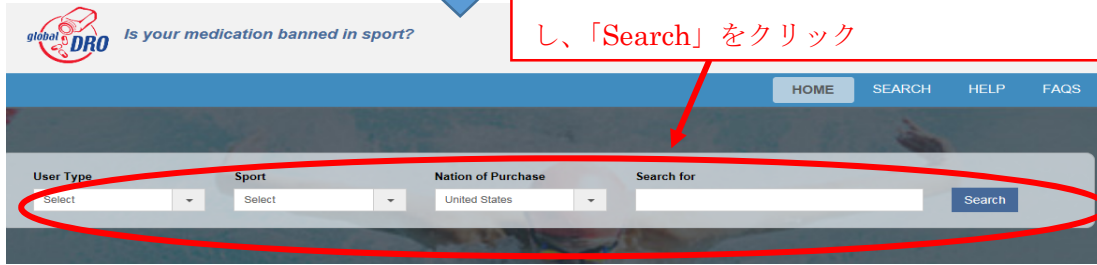 global DRO
Is your medication banned in sport?
し、「Search」をクリック
HOME SEARCH HELP FAQS
User Type Sport Nation of Purchase Search for
Select Select United States Search